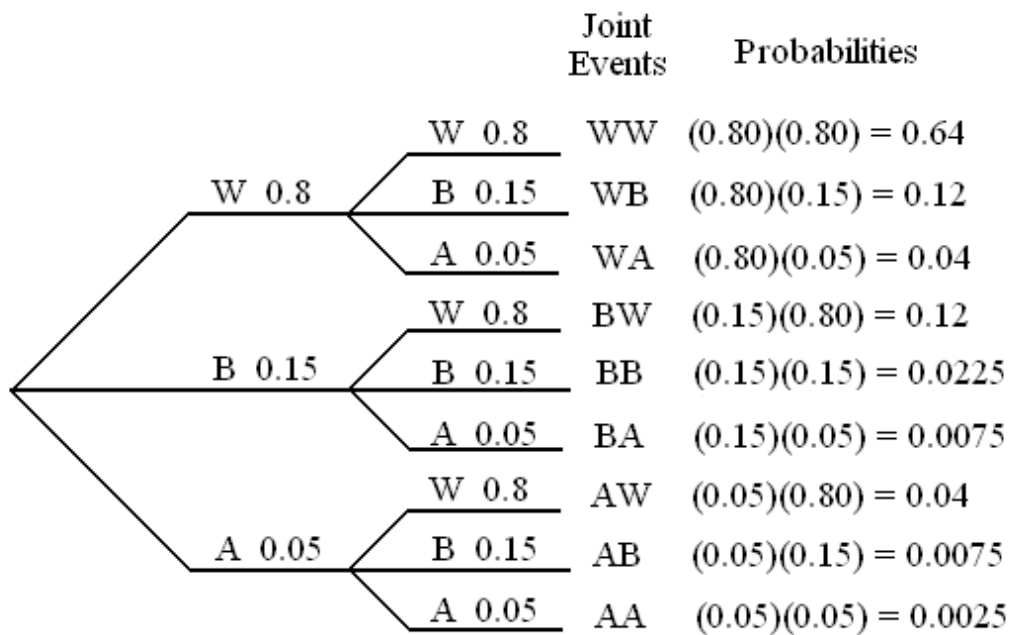 Joint
Events
Probabilities
W 0.8 WW (0.80)(0.80) = 0.64
W 0.8
B 0.15 WB (0.80)(0.15) = 0.12
A 0.05 WA (0.80)(0.05) = 0.04
W 0.8 BW (0.15)(0.80) = 0.12
B 0.15
B 0.15 BB (0.15)(0.15) = 0.0225
A 0.05 BA (0.15)(0.05) = 0.0075
W 0.8 AW (0.05)(0.80) = 0.04
A 0.05
B 0.15 AB (0.05)(0.15) = 0.0075
A 0.05 AA (0.05)(0.05) = 0.0025